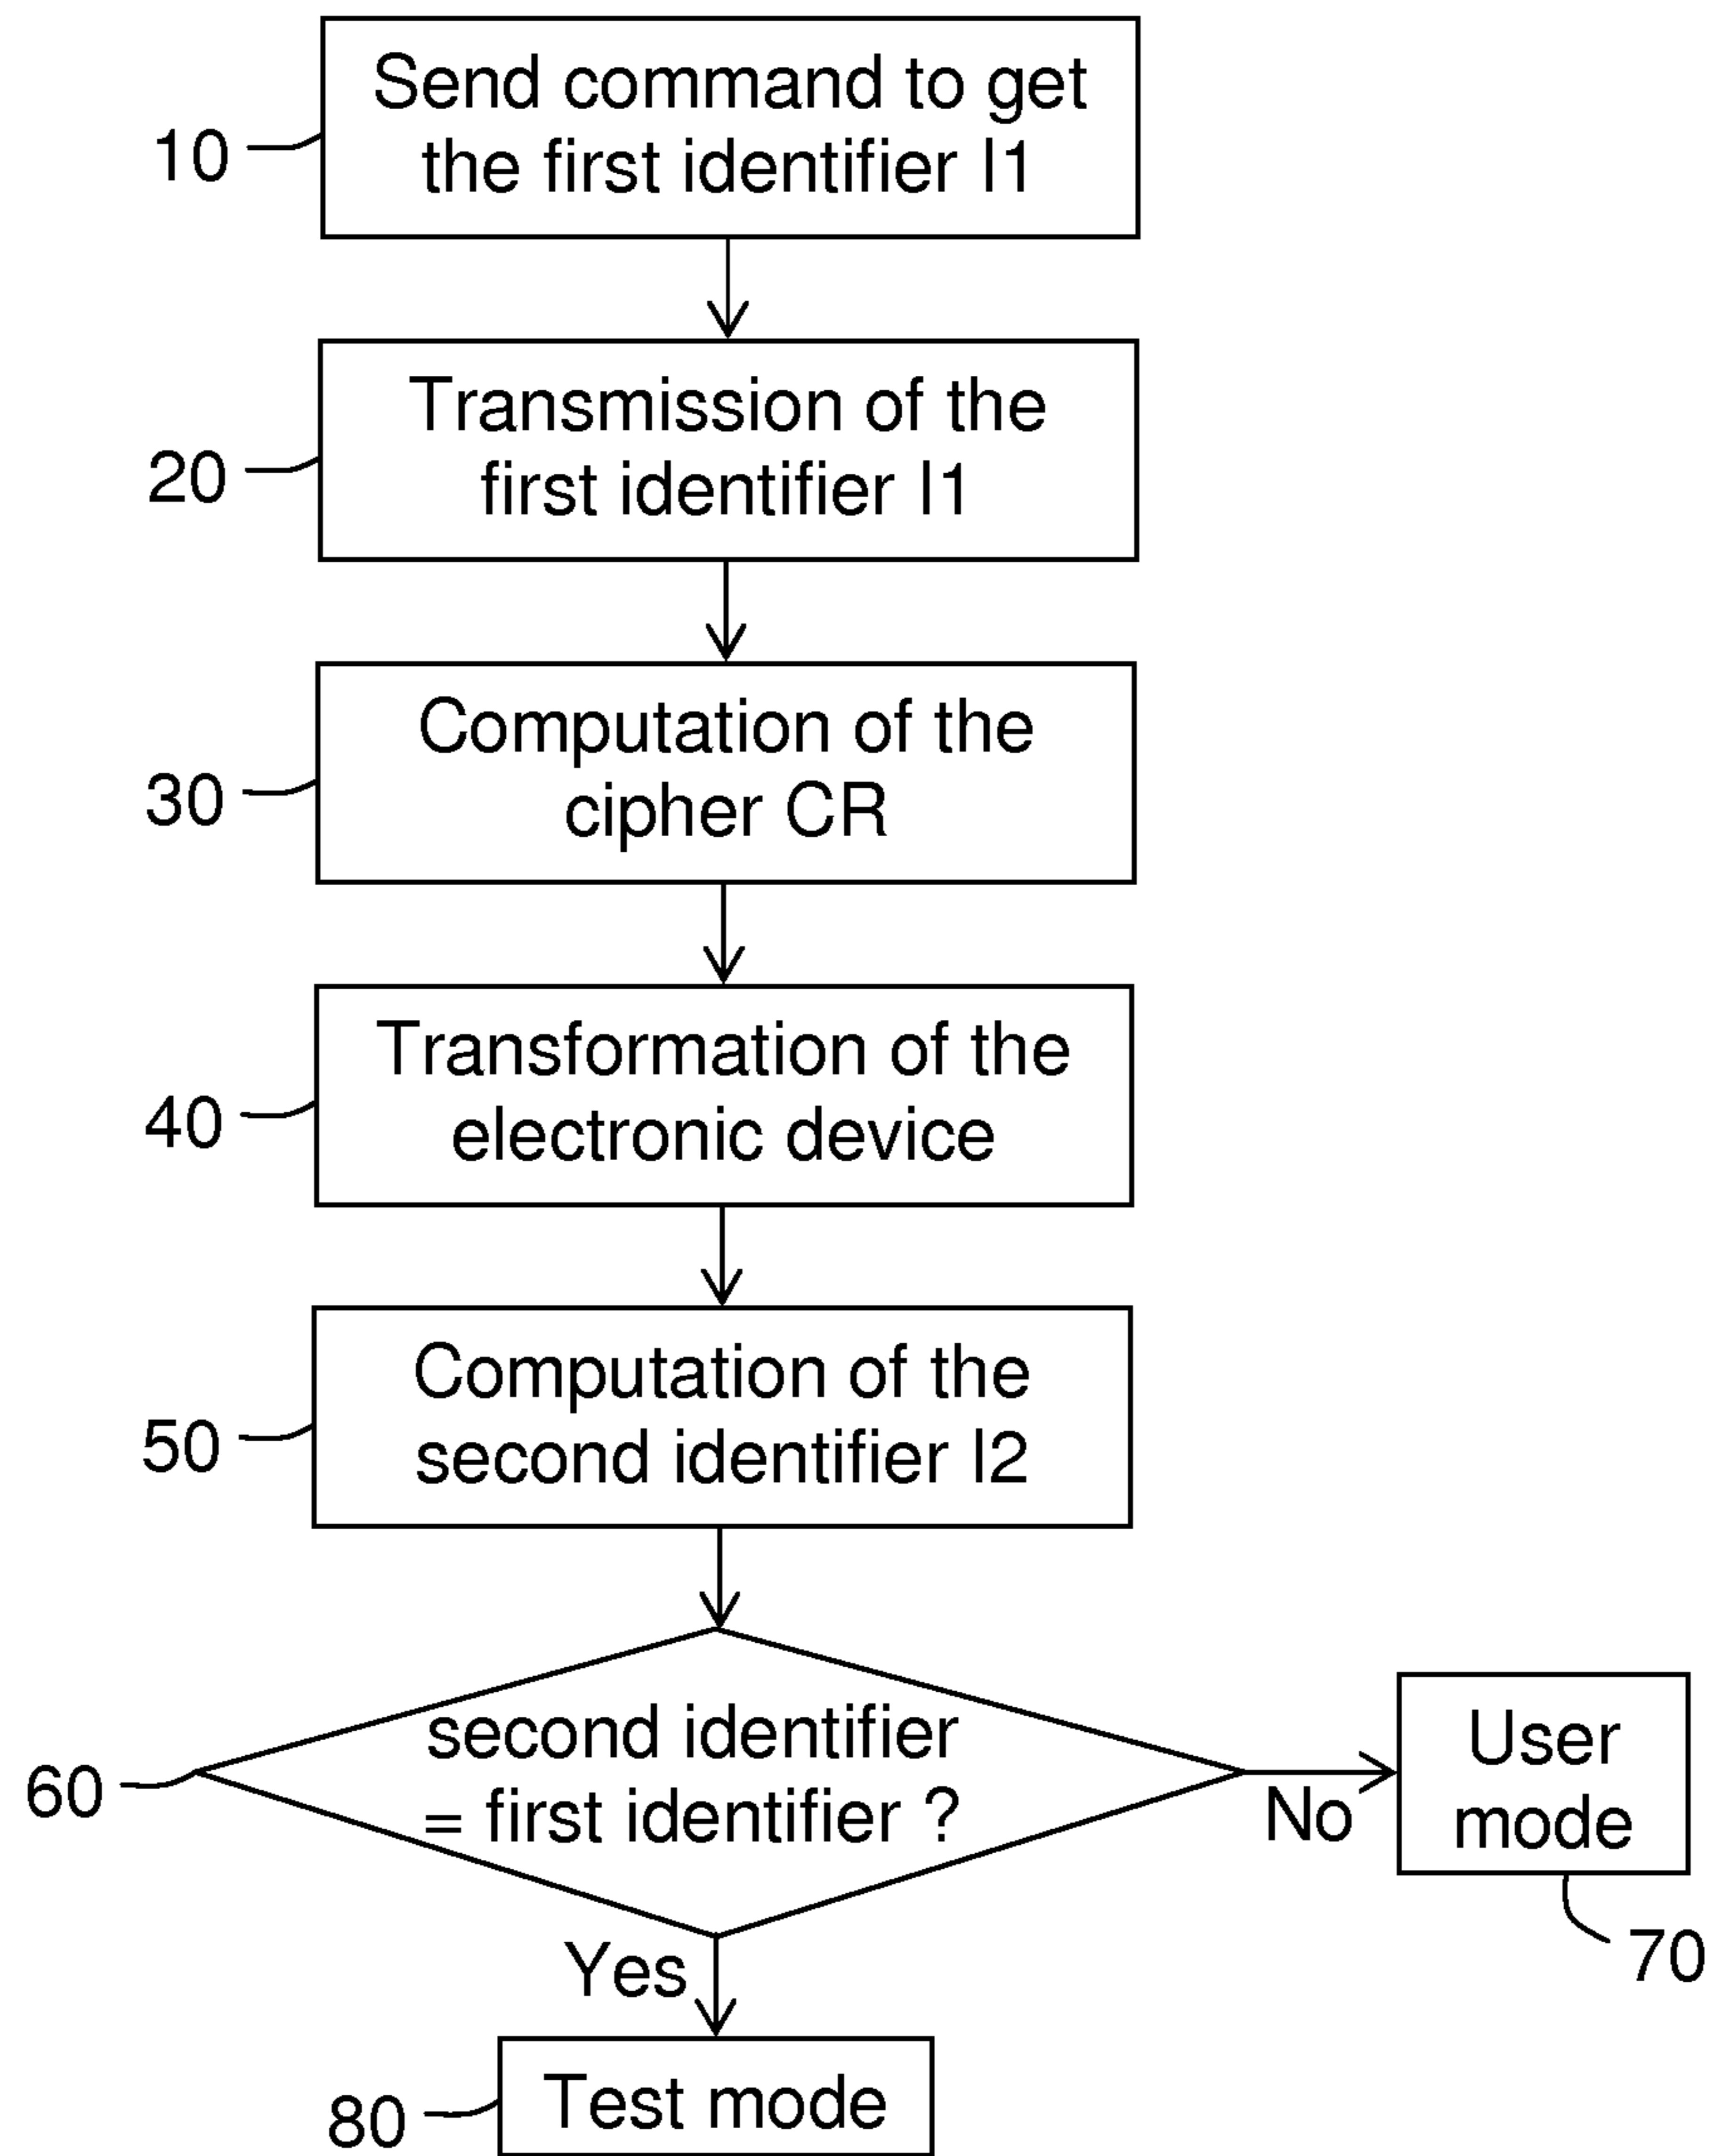 Send command to get
the first identifier I1
10
Transmission of the
first identifier I1
20
Computation of the
cipher CR
30
Transformation of the
electronic device
40
Computation of the
second identifier I2
50
second identifier
= first identifier ?
60
No
User
mode
70
Yes
Test mode
80